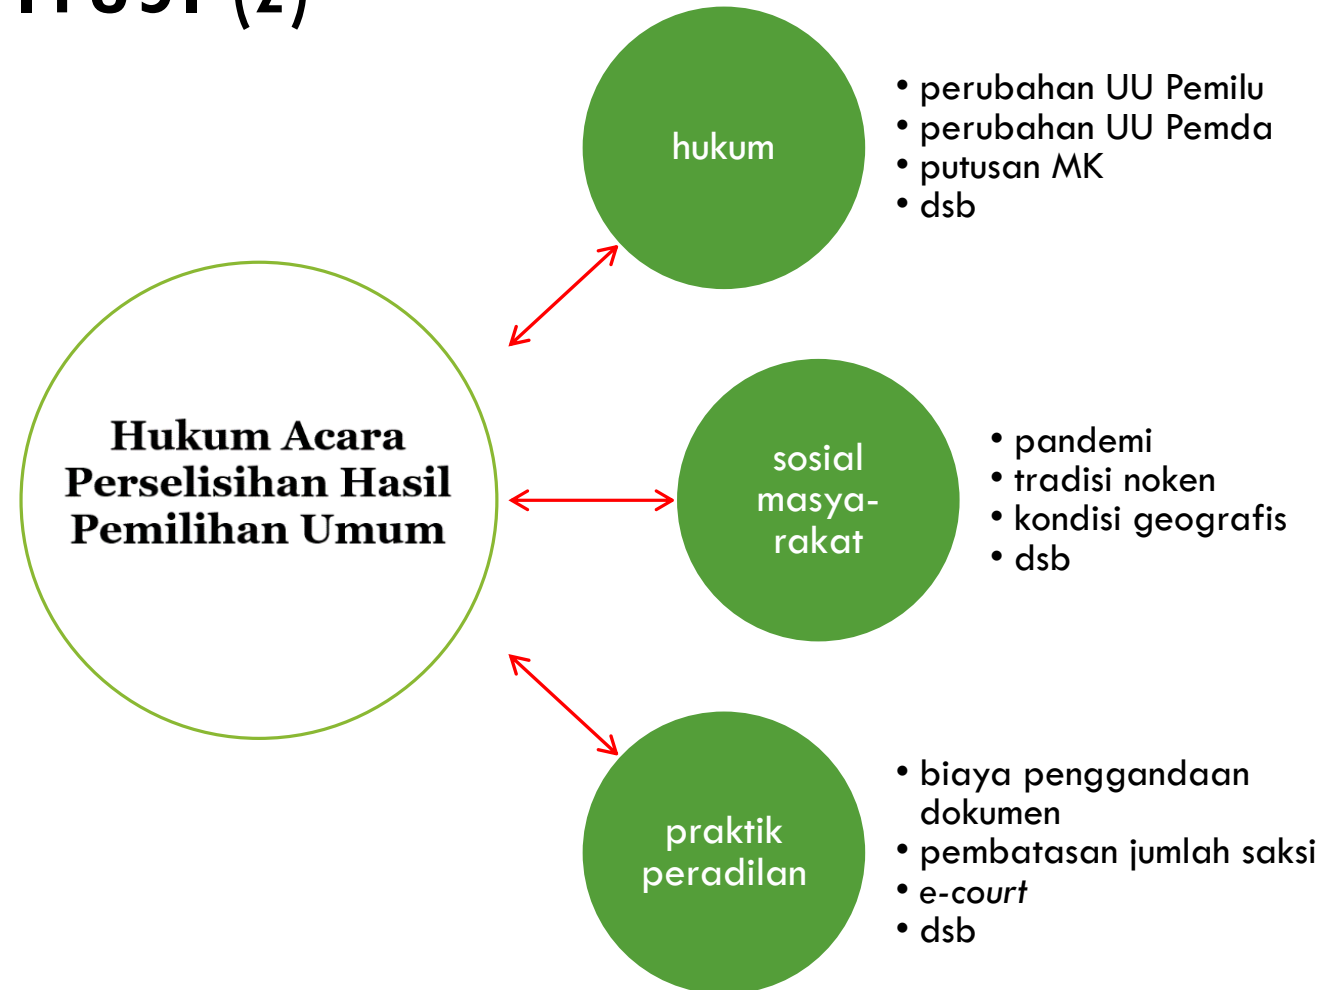 (2)
hukum
• perubahan UU Pemilu
• perubahan UU Pemda
• putusan MK
• dsb
Hukum Acara
Perselisihan Hasil
Pemilihan Umum
sosial
masya-
rakat
• pandemi
• tradisi noken
• kondisi geografis
• dsb
praktik
peradilan
• biaya penggandaan
dokumen
• pembatasan jumlah saksi
• e-court
• dsb